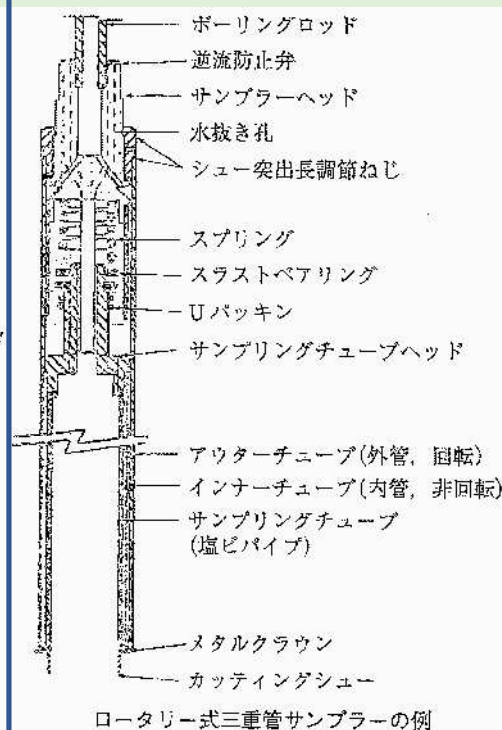 ボーリングロッド
逆流防止弁
サンプラーヘッド
水抜き孔
シュー突出長調節ねじ
スプリング
スラストベアリング
Uパッキン
サンプリングチューブヘッド
アウターチューブ(外管，回転)
インナーチューブ(内管，非回転)
サンプリングチューブ
(塩ビパイプ)
メタルクラウン
カッティングシュー
ロータリー式三重管サンプラーの例